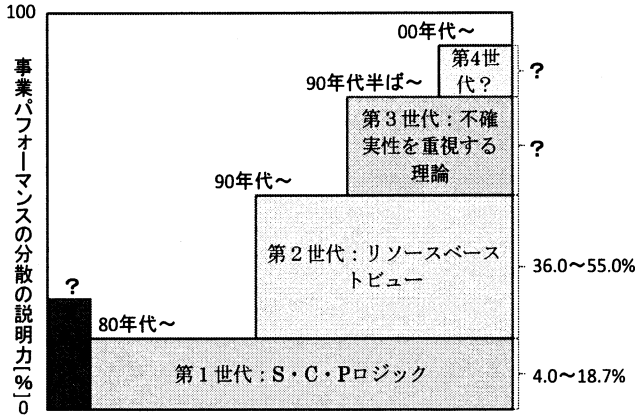 100
事業パフォーマンスの分散の説明力[%]
0
00年代~
第4世
代?
?
90年代半ば~
第3世代:不確
実性を重視する
理論
?
90年代~
第2世代:リソースベース
トビュー
36.0~55.0%
?
80年代~
第1世代:S・C・Pロジック
4.0~18.7%